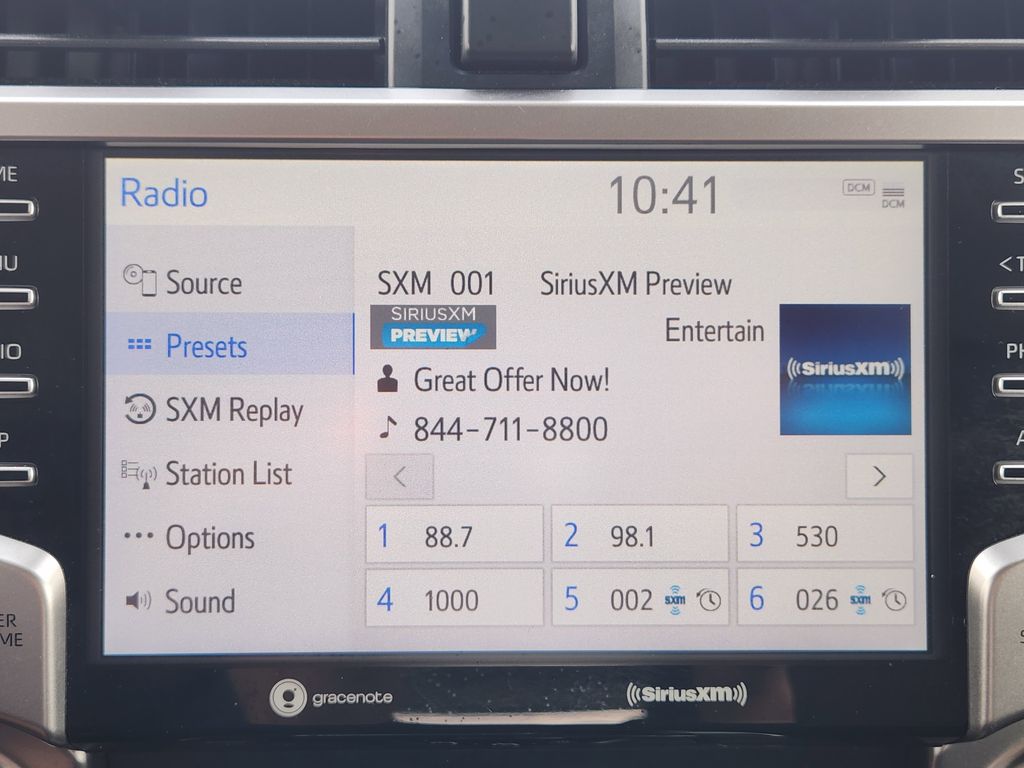 Radio
10:41
DCM
DCM
Source
Presets
SXM Replay
Station List
Options
Sound
SXM 001 SiriusXM Preview
SIRIUSXM
PREVIEW
Entertain
SiriusXM
Great Offer Now!
844-711-8800
<
>
1 88.7
2 98.1
3 530
4 1000
5 002 sxm
6 026 sxm
gracenote
SiriusXM